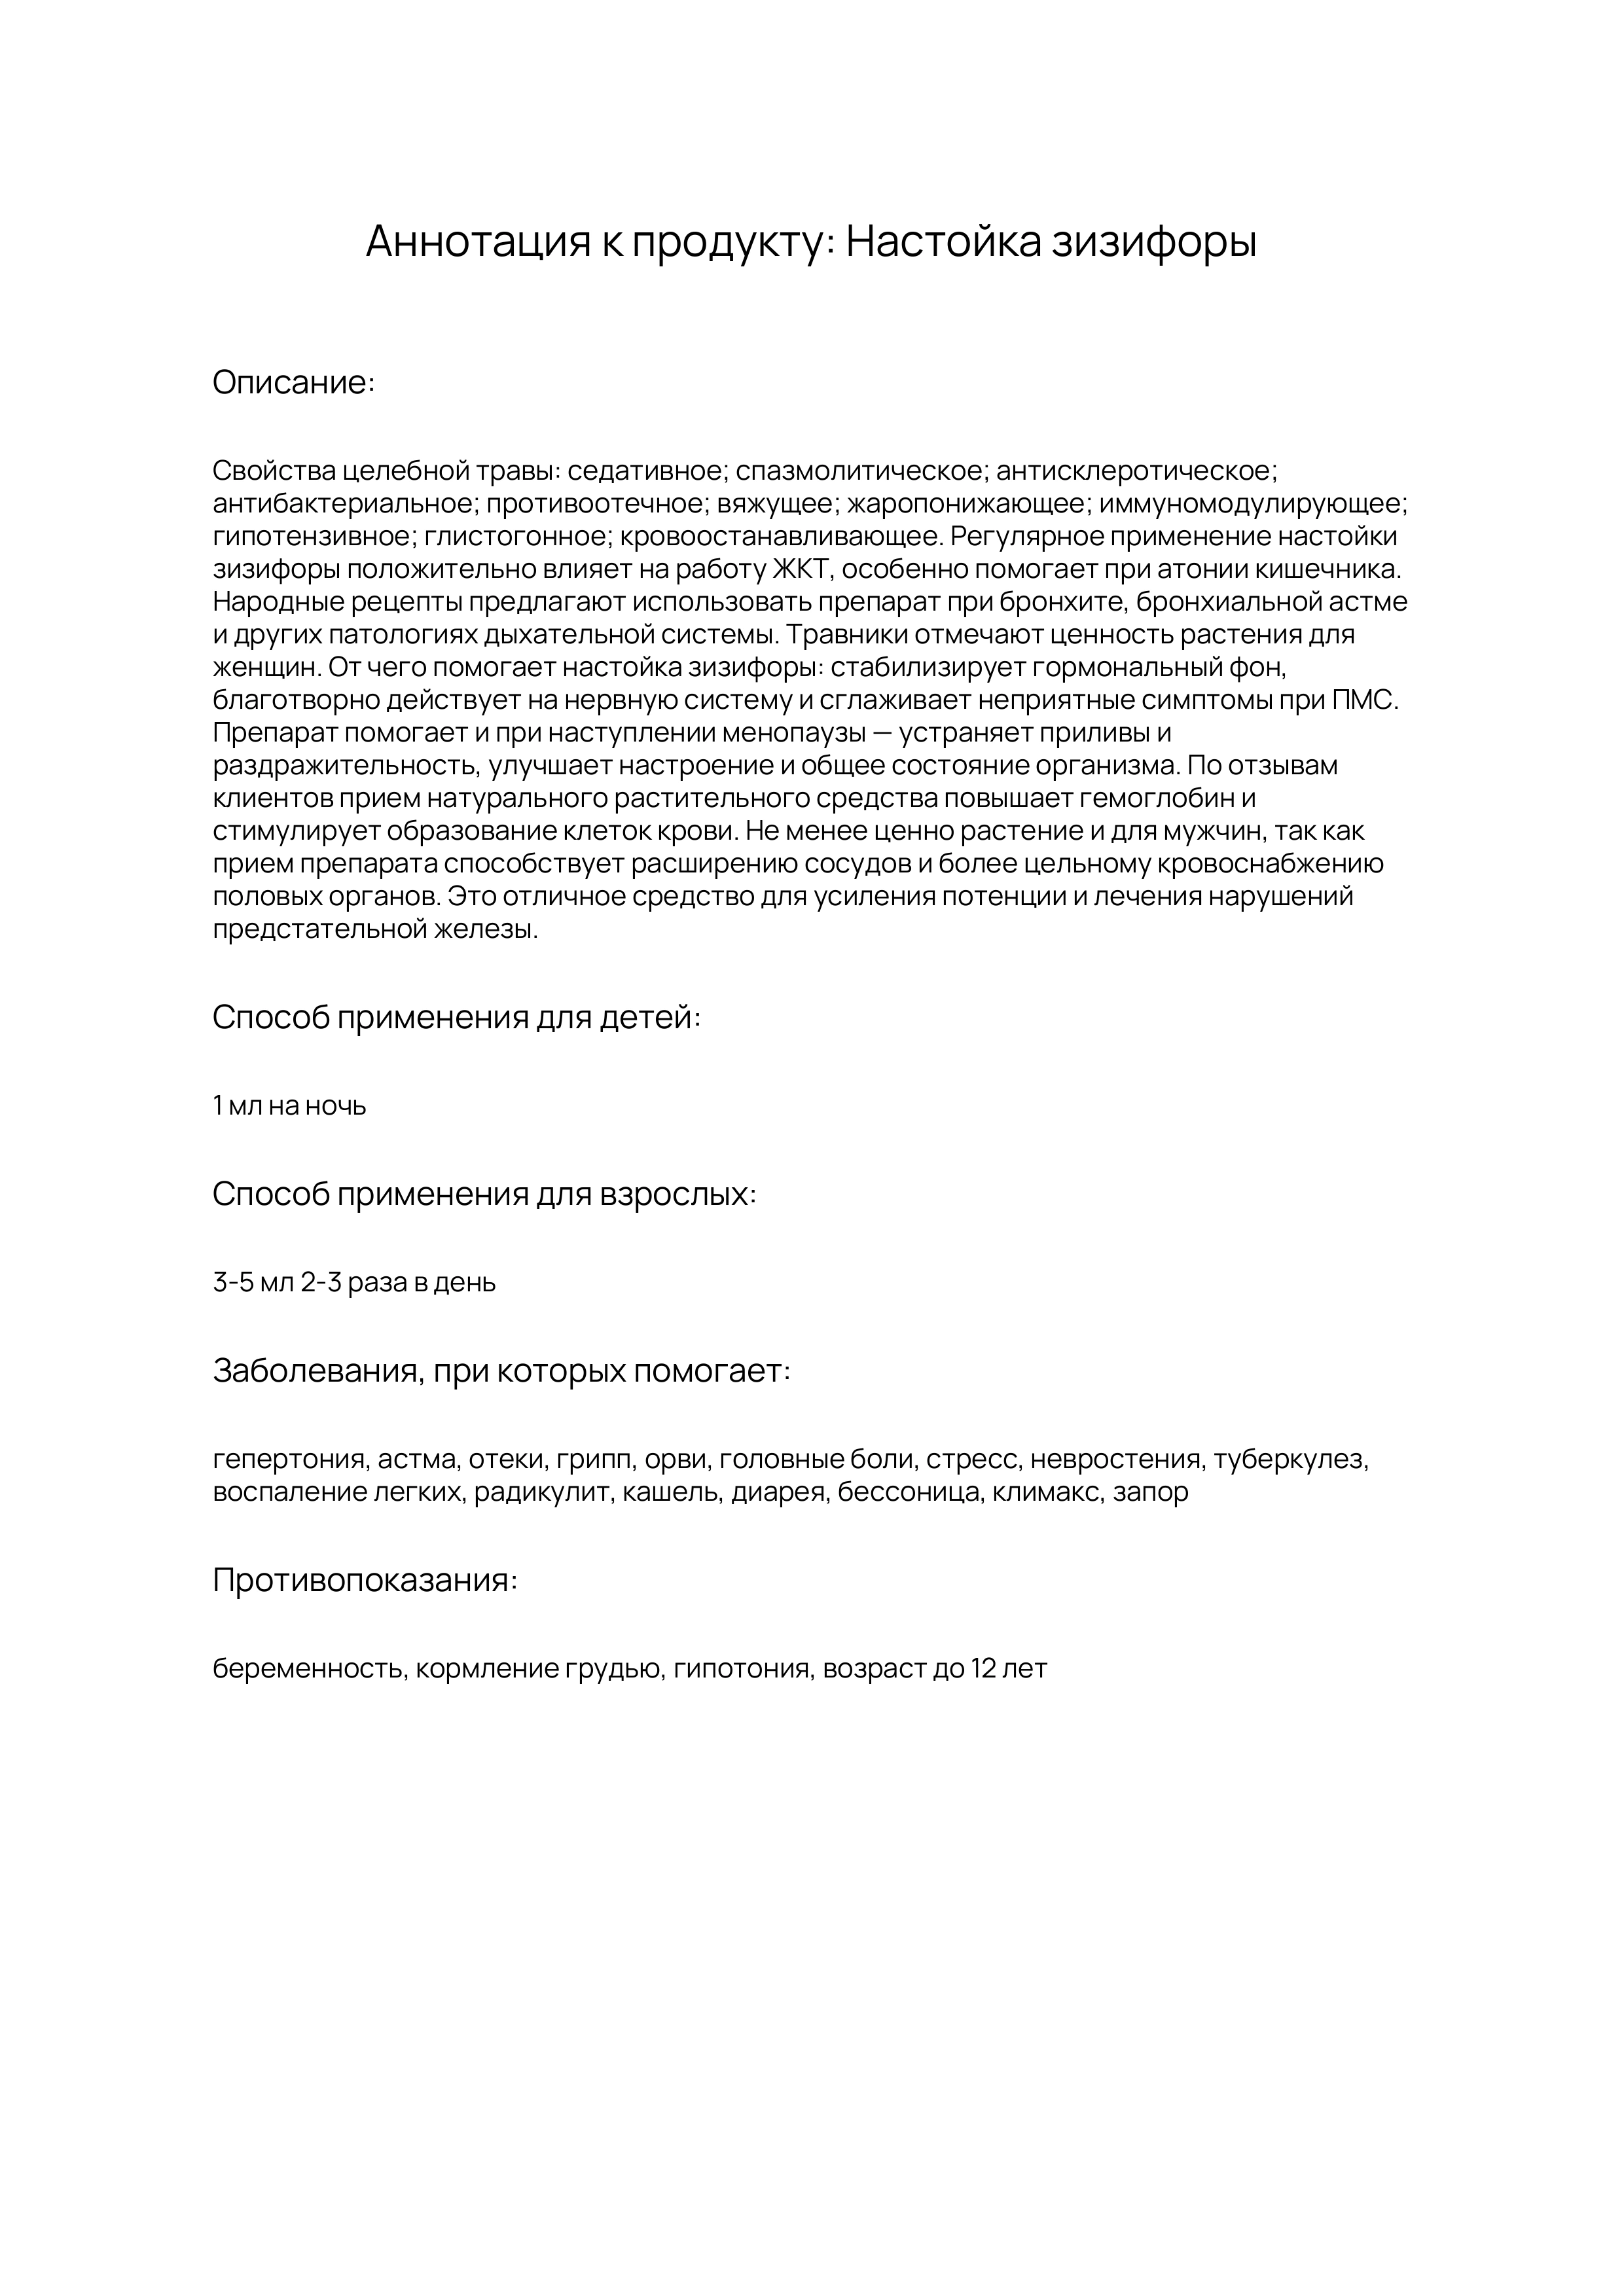 Аннотация к продукту: Настойка зизифоры
Описание:
Свойства целебной травы: седативное; спазмолитическое; антисклеротическое;
антибактериальное; противоотечное; вяжущее; жаропонижающее; иммуномодулирующее;
гипотензивное; глистогонное; кровоостанавливающее. Регулярное применение настойки
зизифоры положительно влияет на работу ЖКТ, особенно помогает при атонии кишечника.
Народные рецепты предлагают использовать препарат при бронхите, бронхиальной астме
и других патологиях дыхательной системы. Травники отмечают ценность растения для
женщин. От чего помогает настойка зизифоры: стабилизирует гормональный фон,
благотворно действует на нервную систему и сглаживает неприятные симптомы при ПМС.
Препарат помогает и при наступлении менопаузы — устраняет приливы и
раздражительность, улучшает настроение и общее состояние организма. По отзывам
клиентов прием натурального растительного средства повышает гемоглобин и
стимулирует образование клеток крови. Не менее ценно растение и для мужчин, так как
прием препарата способствует расширению сосудов и более цельному кровоснабжению
половых органов. Это отличное средство для усиления потенции и лечения нарушений
предстательной железы.
Способ применения для детей:
1 мл на ночь
Способ применения для взрослых:
3-5 мл 2-3 раза в день
Заболевания, при которых помогает:
гепертония, астма, отеки, грипп, орви, головные боли, стресс, невростения, туберкулез,
воспаление легких, радикулит, кашель, диарея, бессоница, климакс, запор
Противопоказания:
беременность, кормление грудью, гипотония, возраст до 12 лет